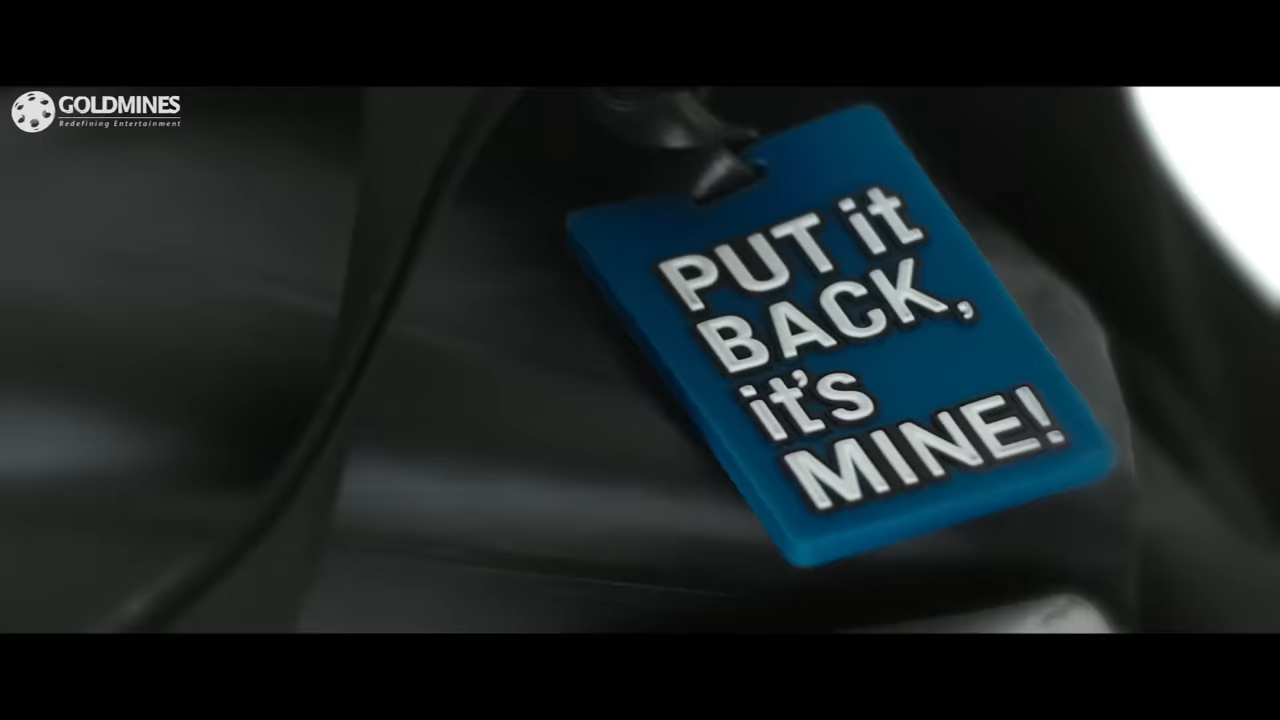 GOLDMINES
Redefining Entertainment
PUT it
BACK,
it's
MINE!